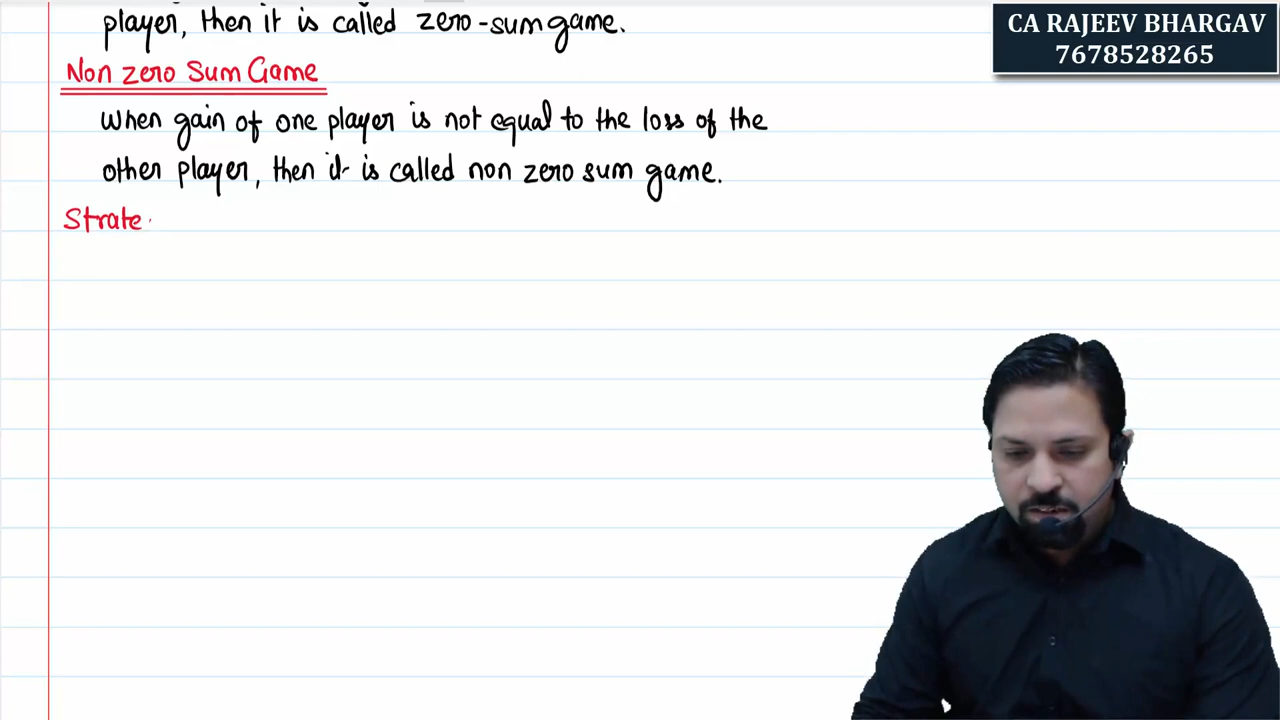 player, then it is called zero-sum game.
CA RAJEEV BHARGAV
7678528265
Non zero Sum Game
When gain of one player is not equal to the loss of the
other player, then it is called non zero sum game.
Strate